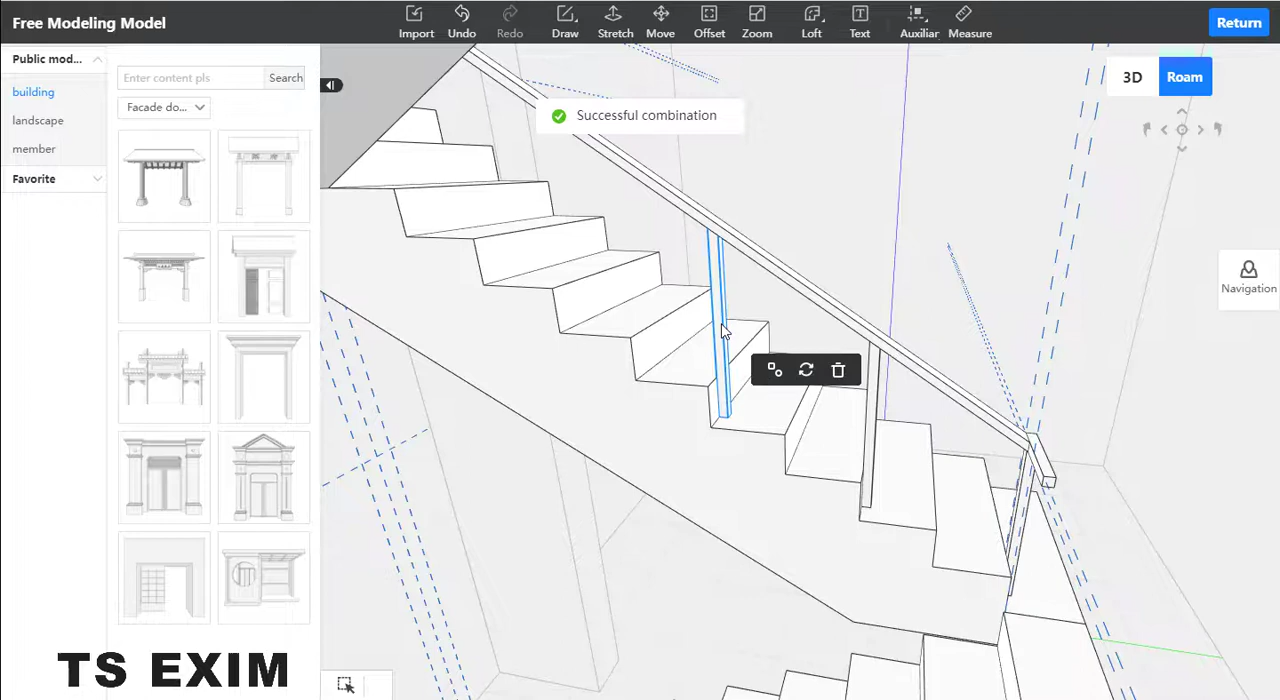 Free Modeling Model
Import
Undo
Redo
Draw
Stretch
Move
Offset
Zoom
Loft
Text
Auxiliar
Measure
Return
Public mod...
building
landscape
member
Favorite
Enter content pls
Search
Facade do...
Successful combination
3D
Roam
Navigation
TS EXIM